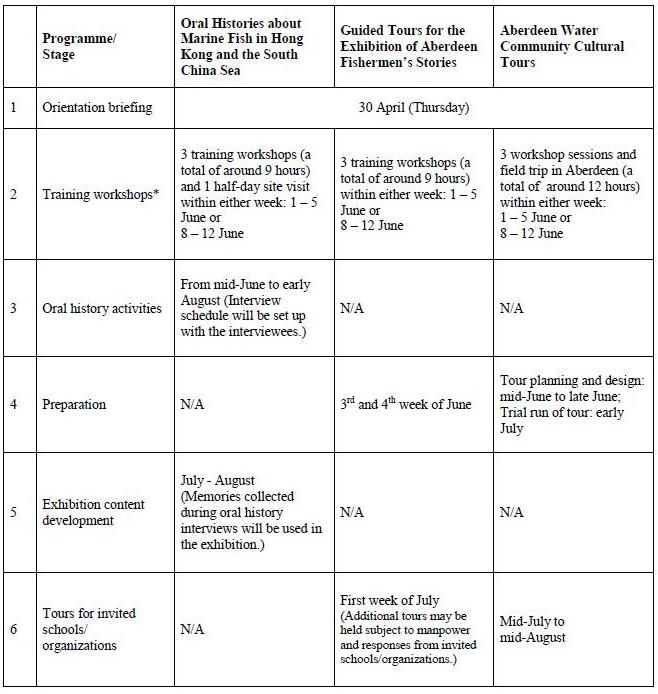 Programme/
Stage
Oral Histories about
Marine Fish in Hong
Kong and the South
China Sea
Guided Tours for the
Exhibition of Aberdeen
Fishermen’s Stories
Aberdeen Water
Community Cultural
Tours
1
Orientation briefing
30 April (Thursday)
2
Training workshops*
3 training workshops (a
total of around 9 hours)
and 1 half-day site visit
within either week: 1 – 5
June or
8 – 12 June
3 training workshops (a
total of around 9 hours)
within either week: 1 – 5
June or
8 – 12 June
3 workshop sessions and
field trip in Aberdeen (a
total of around 12 hours)
within either week:
1 – 5 June or
8 – 12 June
3
Oral history activities
From mid-June to early
August (Interview
schedule will be set up
with the interviewees.)
N/A
N/A
4
Preparation
N/A
3rd and 4th week of June
Tour planning and design:
mid-June to late June;
Trial run of tour: early
July
5
Exhibition content
development
July - August
(Memories collected
during oral history
interviews will be used in
the exhibition.)
N/A
N/A
6
Tours for invited
schools/
organizations
N/A
First week of July
(Additional tours may be
held subject to manpower
and responses from invited
schools/organizations.)
Mid-July to
mid-August